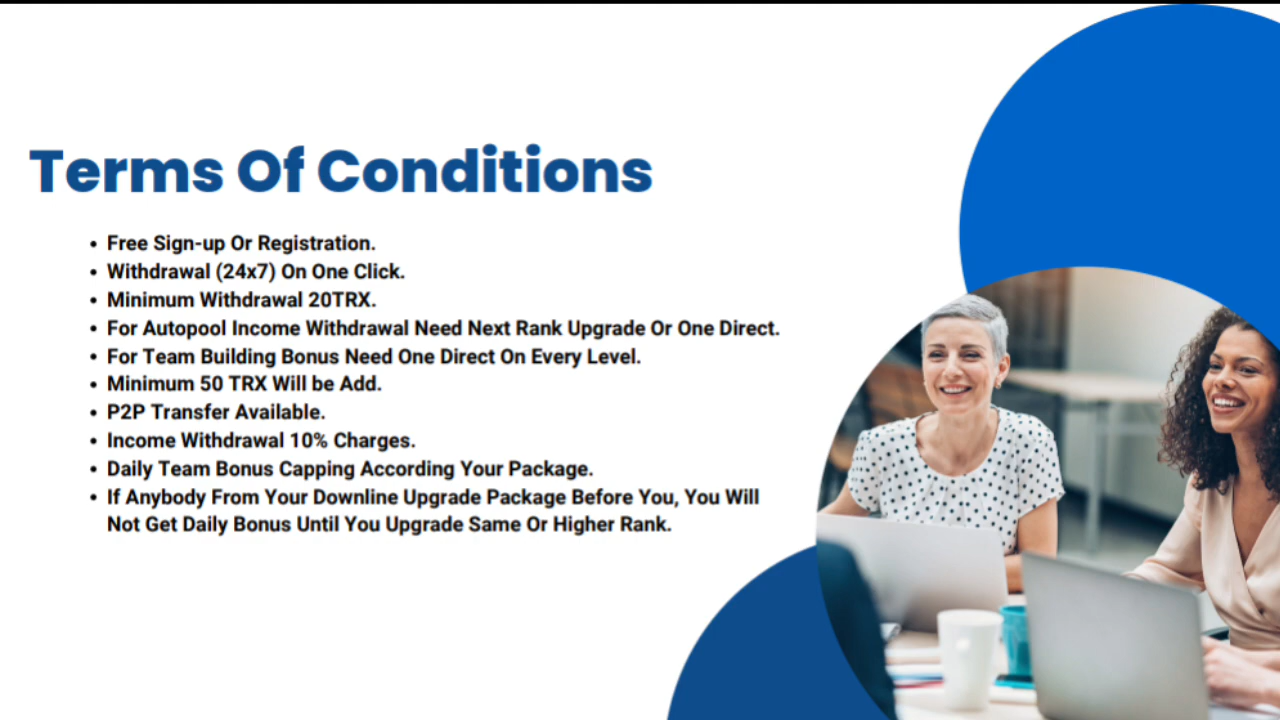 Terms Of Conditions
• Free Sign-up Or Registration.
• Withdrawal (24x7) On One Click.
• Minimum Withdrawal 20TRX.
• For Autopool Income Withdrawal Need Next Rank Upgrade Or One Direct.
• For Team Building Bonus Need One Direct On Every Level.
• Minimum 50 TRX Will be Add.
• P2P Transfer Available.
• Income Withdrawal 10% Charges.
• Daily Team Bonus Capping According Your Package.
• If Anybody From Your Downline Upgrade Package Before You, You Will
Not Get Daily Bonus Until You Upgrade Same Or Higher Rank.